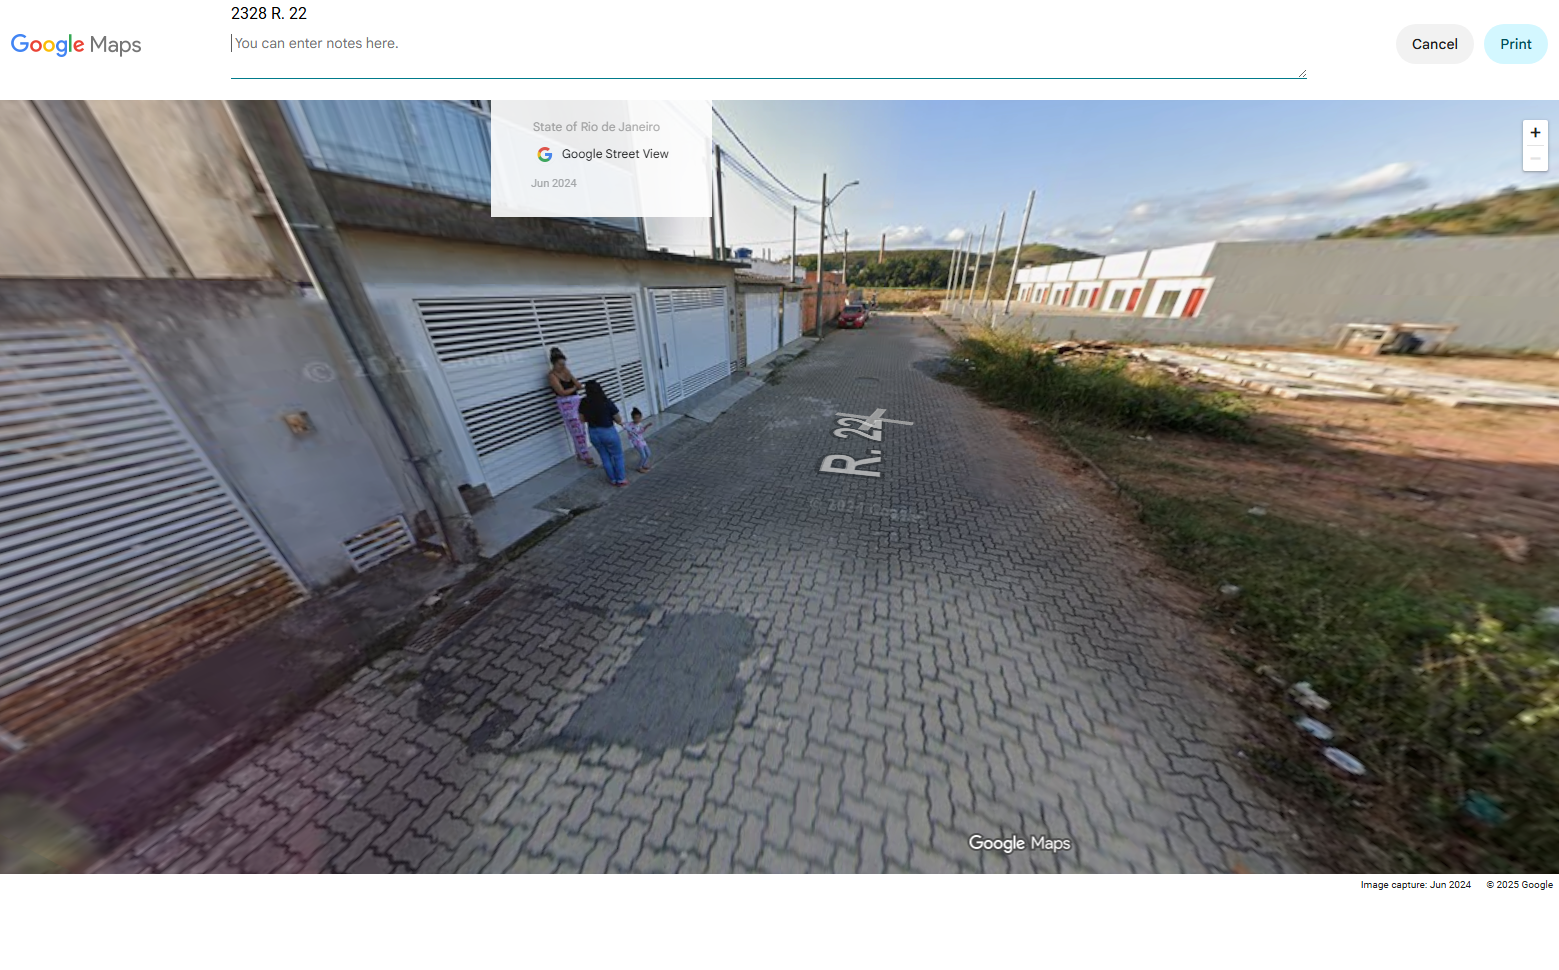 2328 R. 22
Google Maps
You can enter notes here.
Cancel
Print
State of Rio de Janeiro
Google Street View
Jun 2024
+
R. 22
Google Maps
Image capture: Jun 2024
© 2025 Google